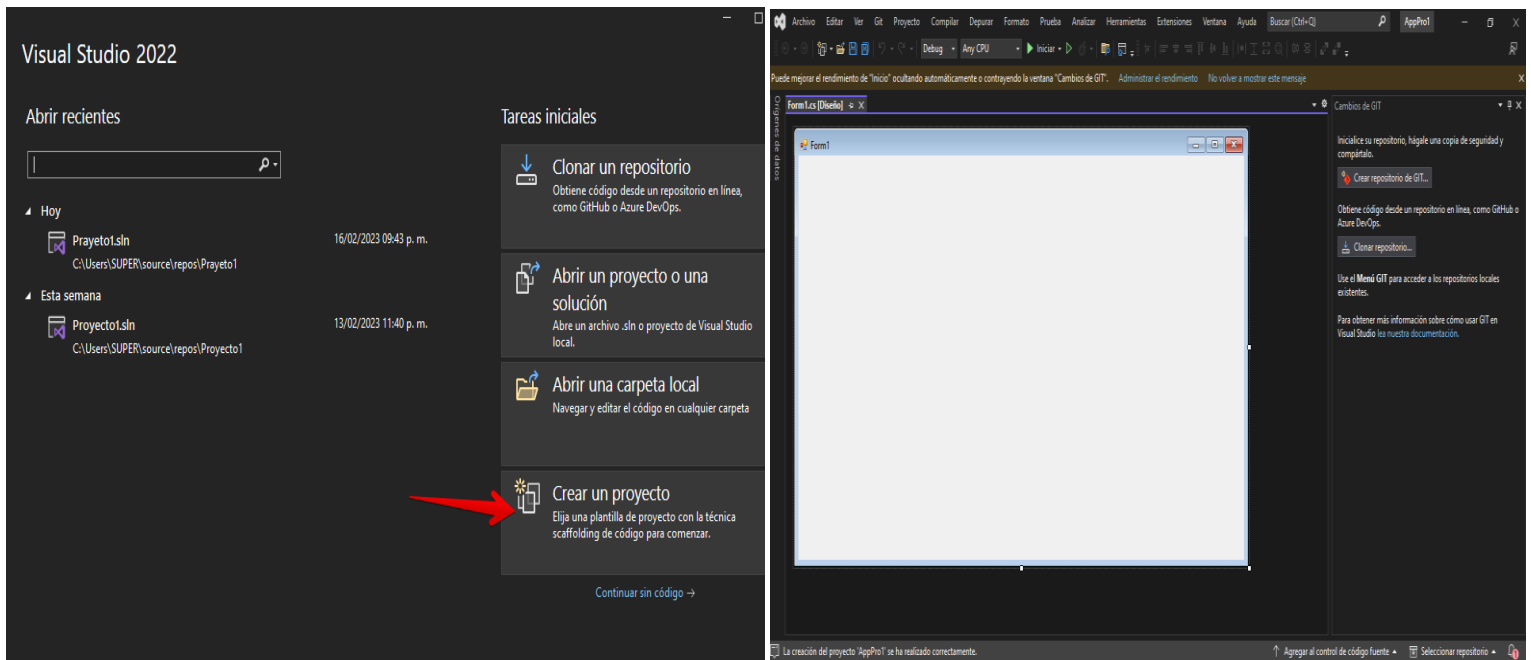 Visual Studio 2022
Abrir recientes
Hoy
Prayeto1.sln
16/02/2023 09:43 p. m.
C:\Users\SUPER\source\repos\Prayeto1
Esta semana
Proyecto1.sln
13/02/2023 11:40 p. m.
C:\Users\SUPER\source\repos\Proyecto1
Tareas iniciales
Clonar un repositorio
Obtiene código desde un repositorio en línea,
como GitHub o Azure DevOps.
Abrir un proyecto o una
solución
Abre un archivo .sln o proyecto de Visual Studio
local.
Abrir una carpeta local
Navegar y editar el código en cualquier carpeta
Crear un proyecto
Elija una plantilla de proyecto con la técnica
scaffolding de código para comenzar.
Continuar sin código →
Archivo Editar Ver Git Proyecto Compilar Depurar Formato Prueba Analizar Herramientas Extensiones Ventana Ayuda Buscar (Ctrl+Q) AppPro1
Debug Any CPU Iniciar
Puede mejorar el rendimiento de "Inicio" ocultando automáticamente o contrayendo la ventana "Cambios de GIT". Administrar el rendimiento No volver a mostrar este mensaje
Orígenes de datos
Form1.cs [Diseño]
Form1
Cambios de GIT
Inicialice su repositorio, hágale una copia de seguridad y
compártalo.
Crear repositorio de GIT...
Obtiene código desde un repositorio en línea, como GitHub o
Azure DevOps.
Clonar repositorio...
Use el Menú GIT para acceder a los repositorios locales
existentes.
Para obtener más información sobre cómo usar GIT en
Visual Studio lea nuestra documentación.
La creación del proyecto 'AppPro1' se ha realizado correctamente.
Agregar al control de código fuente
Seleccionar repositorio
1